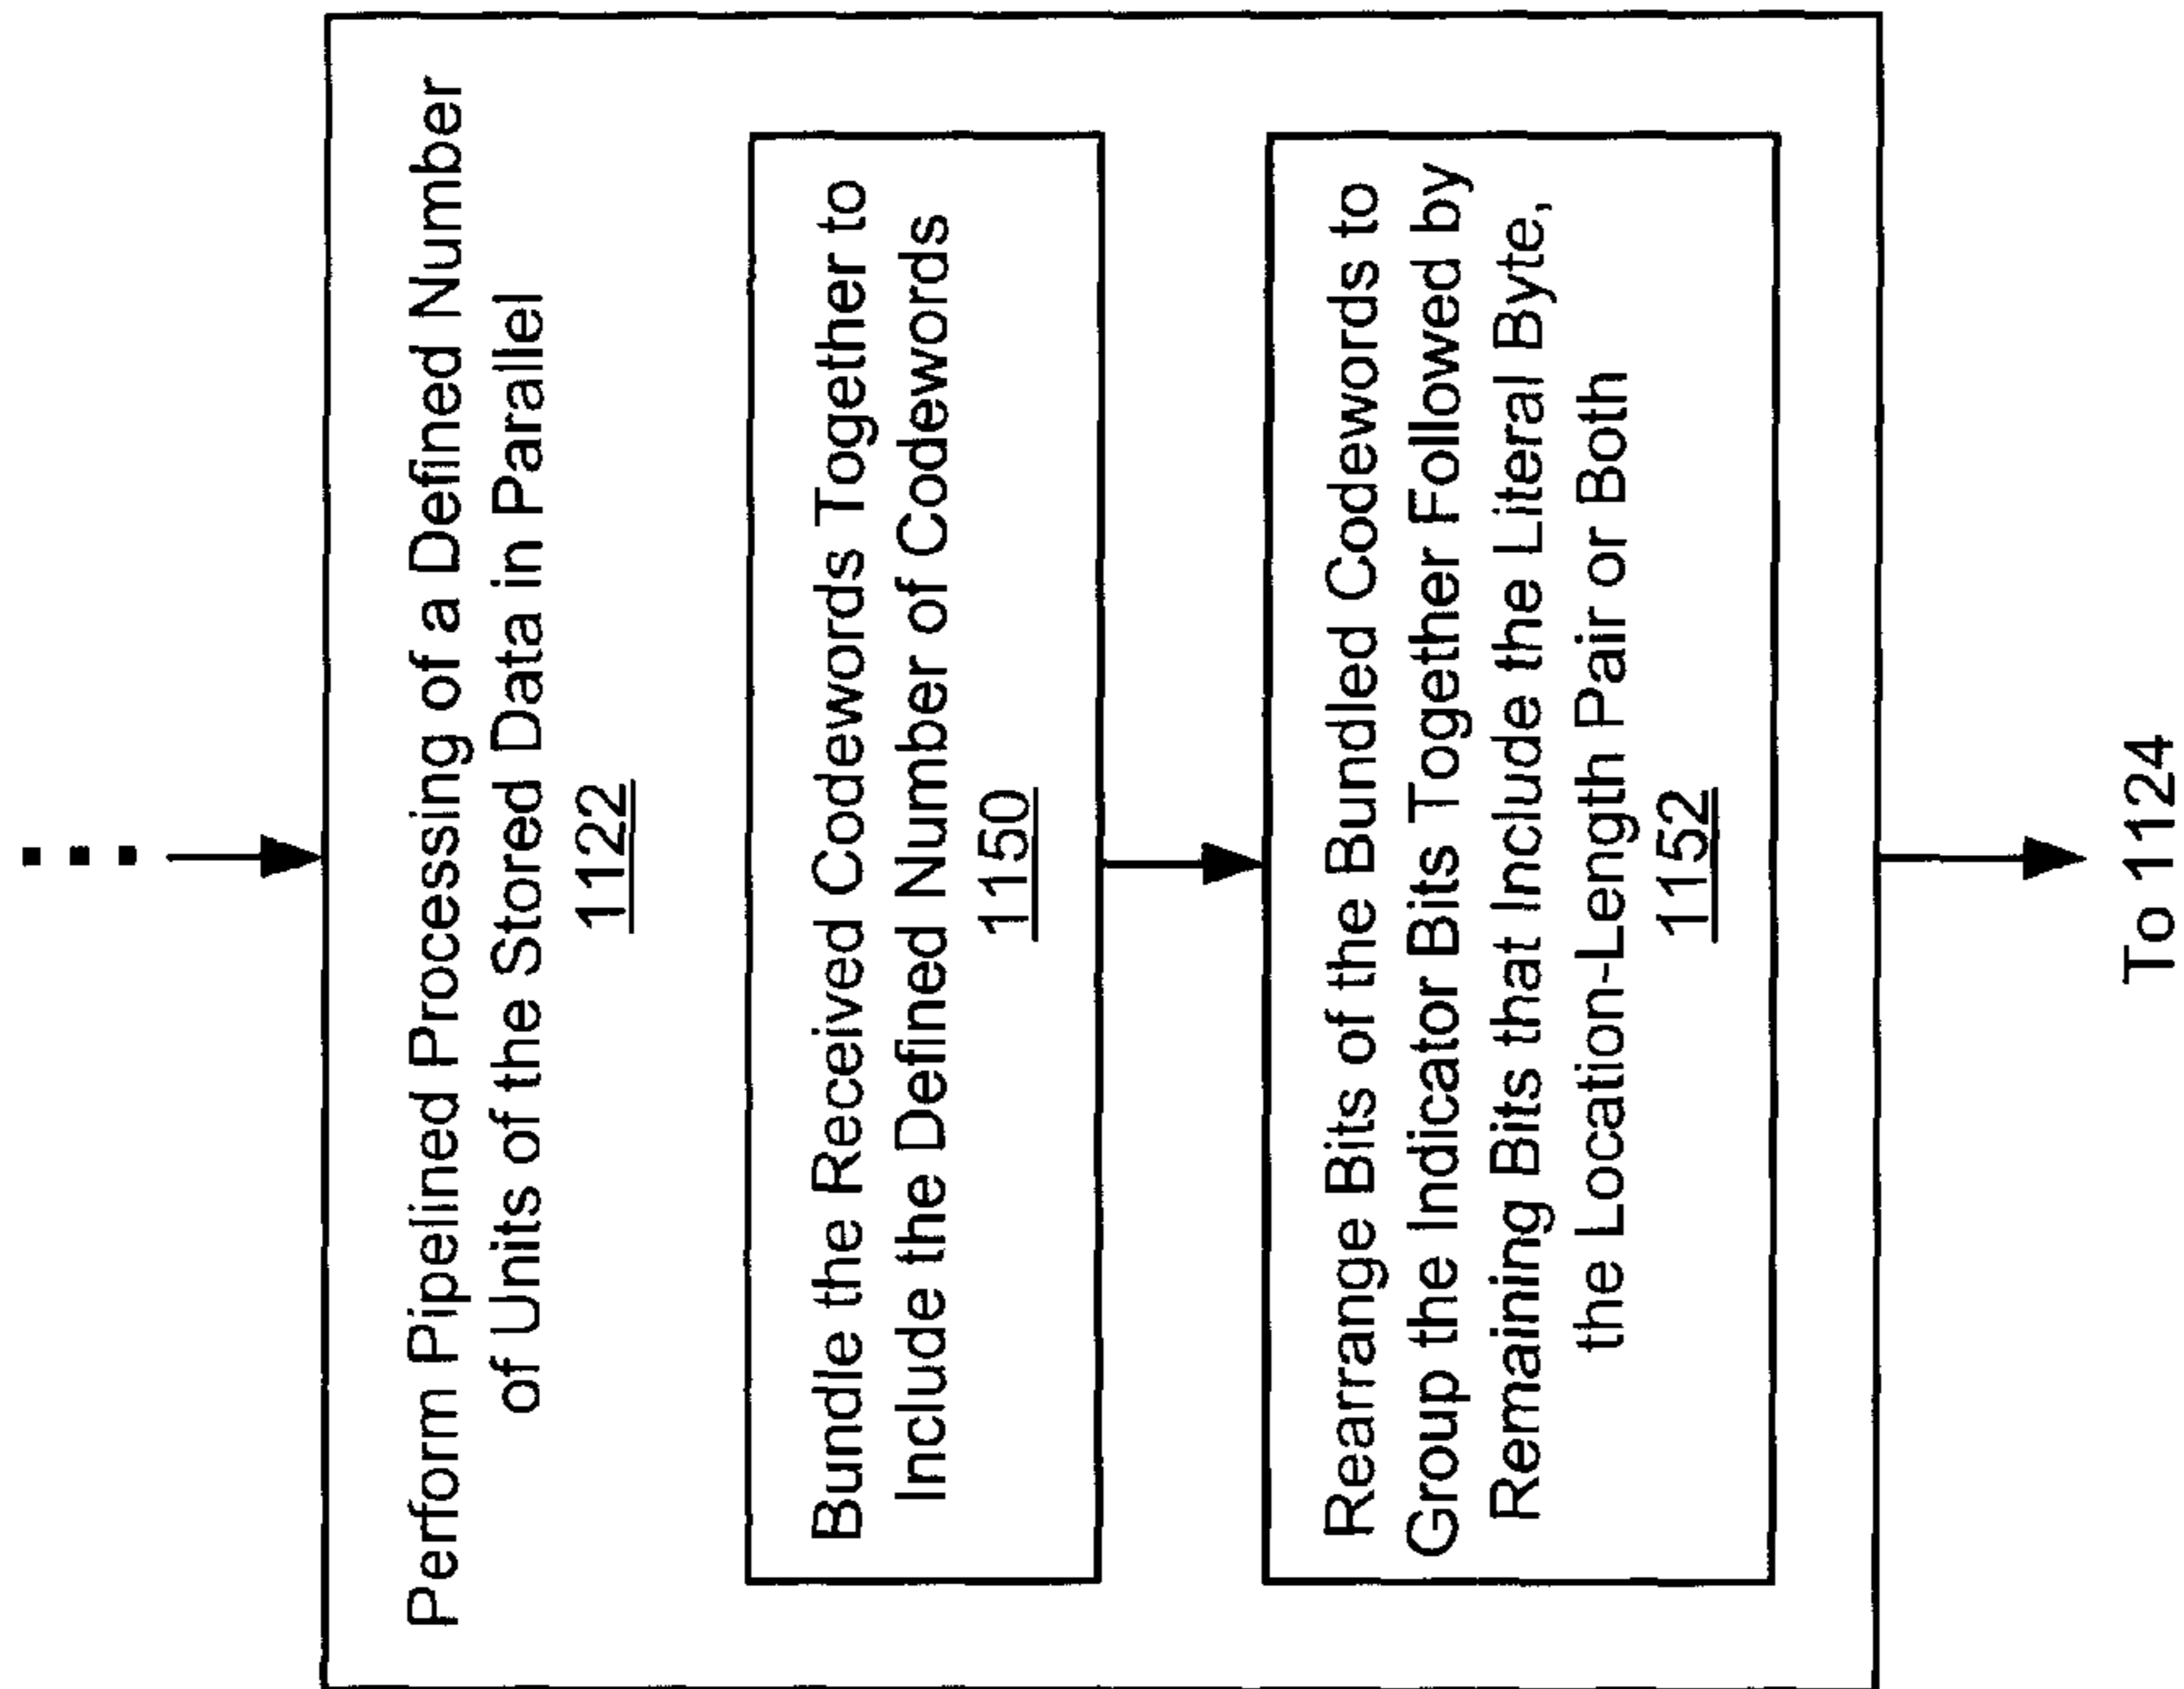 Perform Pipelined Processing of a Defined Number
of Units of the Stored Data in Parallel
1122
Bundle the Received Codewords Together to
Include the Defined Number of Codewords
1150
Rearrange Bits of the Bundled Codewords to
Group the Indicator Bits Together Followed by
Remaining Bits that Include the Literal Byte,
the Location-Length Pair or Both
1152
To 1124